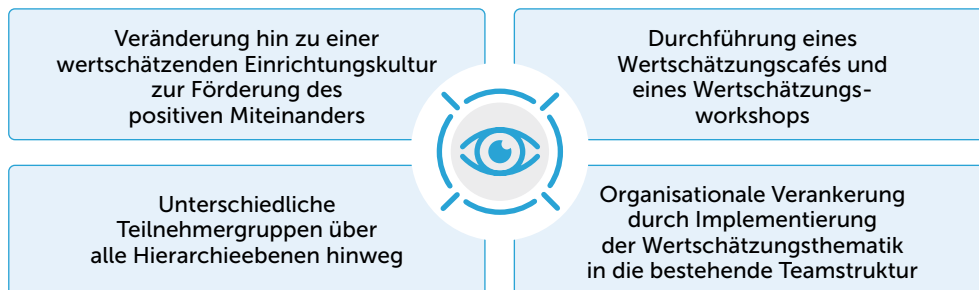 Veränderung hin zu einer
wertschätzenden Einrichtungskultur
zur Förderung des
positiven Miteinanders
Durchführung eines
Wertschätzungscafés und
eines Wertschätzungs-
workshops
Unterschiedliche
Teilnehmergruppen über
alle Hierarchieebenen hinweg
Organisationale Verankerung
durch Implementierung
der Wertschätzungsthematik
in die bestehende Teamstruktur